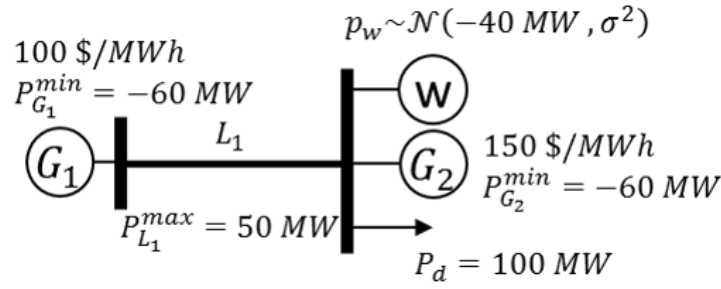 p_w~𝒩(−40 MW, σ²)
100 $/MWh
P_{G_1}^{min} = −60 MW
W
L_1
G_1
G_2
150 $/MWh
P_{G_2}^{min} = −60 MW
P_{L_1}^{max} = 50 MW
P_d = 100 MW